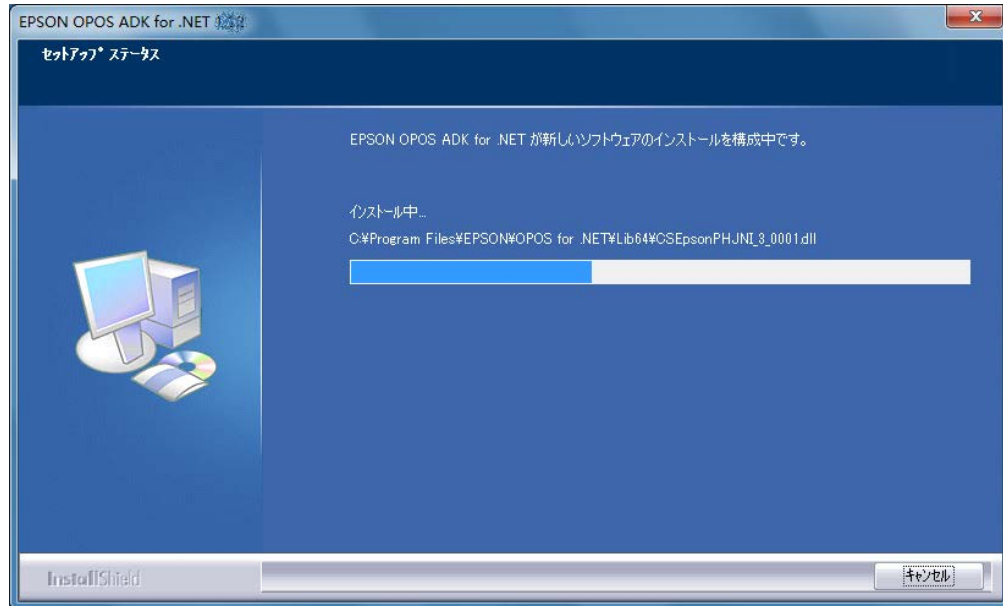 EPSON OPOS ADK for .NET
セットアップ ステータス
EPSON OPOS ADK for .NET が新しいソフトウェアのインストールを構成中です。
インストール中...
C:¥Program Files¥EPSON¥OPOS for .NET¥Lib64¥CSEpsonPHJNI_3_0001.dll
InstallShield
キャンセル